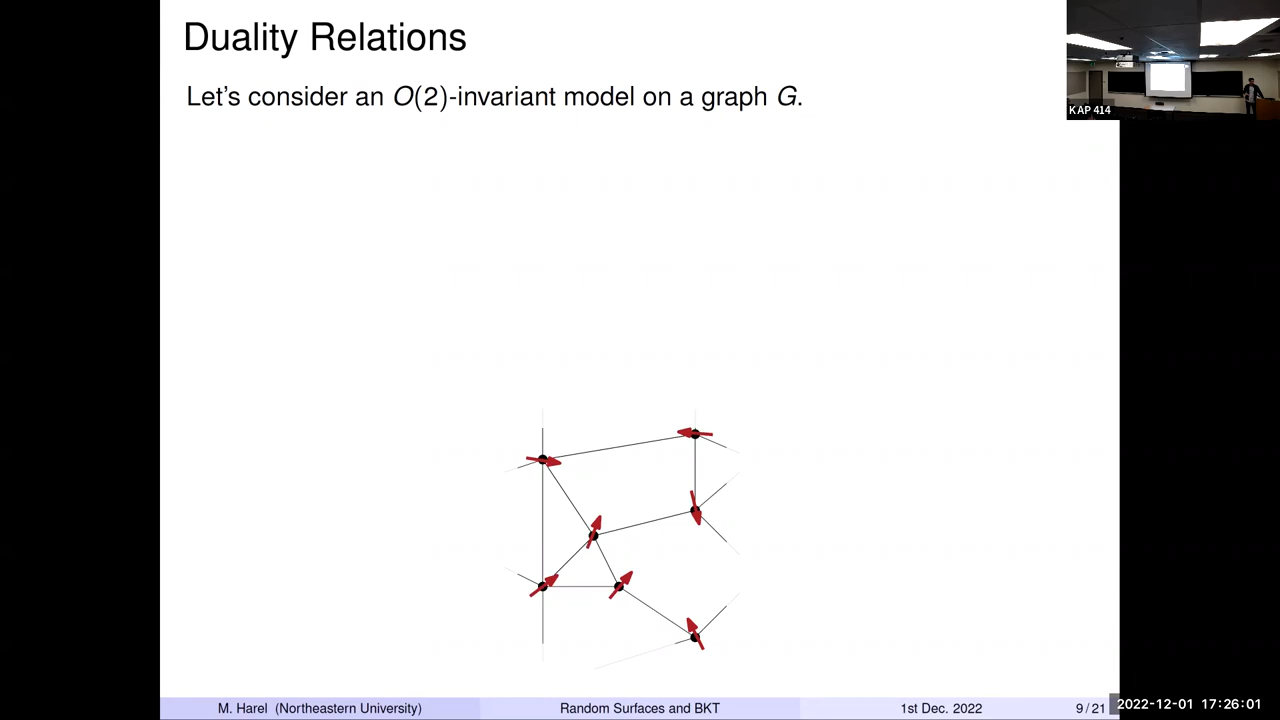 Duality Relations
Let's consider an O(2)-invariant model on a graph G.
KAP 414
M. Harel (Northeastern University)
Random Surfaces and BKT
1st Dec. 2022
9 / 21
2022-12-01 17:26:01